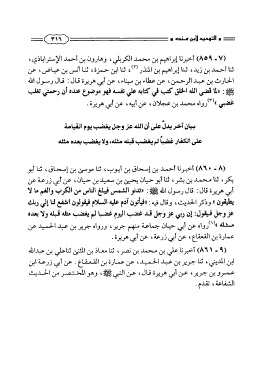 التوحيد لابن منده
٣١٦
(٧ - ٨٥٩) أخبرنا إبراهيم بن محمد الكريلي، وهارون بن أحمد الإستراباذي،
ثنا أحمد بن زيد، ثنا إبراهيم بن المنذر، ثنا ابن حمزة، ثنا أنس بن عياض، عن
الحارث بن عبد الرحمن، عن عطاء بن ميناء، عن أبي هريرة قال: قال رسول الله
ﷺ: «لما قضى الله الخلق كتب في كتابه على نفسه فهو موضوع عنده أن رحمتي تغلب
غضبي» رواه محمد بن عجلان، عن أبيه، عن أبي هريرة.
بيان آخر يدل على أن الله عز وجل يغضب يوم القيامة
على الكفار غضباً لم يغضب قبله مثله، ولا يغضب بعده مثله
(٨ - ٨٦٠) أخبرنا أحمد بن إسحاق بن أيوب، ثنا موسى بن إسحاق، ثنا أبو
بكر، ثنا محمد بن بشر، ثنا أبو حيان يحيى بن سعيد بن حيان، عن أبي زرعة عن
أبي هريرة قال: قال رسول الله ﷺ: «تدنو الشمس فيبلغ الناس من الكرب والغم ما لا
يطيقون» وذكر الحديث، وقال فيه: «فيأتون آدم عليه السلام فيقولون اشفع لنا إلى ربك
عز وجل فيقول: إن ربي عز وجل قد غضب اليوم غضباً لم يغضب مثله قبله ولا بعده
مثله» رواه عن أبي حيان جماعة منهم جرير، ورواه جرير بن عبد الحميد عن
عمارة بن القعقاع، عن أبي زرعة، عن أبي هريرة.
(٩ - ٨٦١) أخبرنا علي بن محمد بن نصر، ثنا معاذ بن المثنى ثنا علي بن عبدالله
ابن المديني، ثنا جرير بن عبد الحميد، عن عمارة بن القعقاع، عن أبي زرعة ابن
عمرو بن جرير، عن أبي هريرة قال، عن النبي ﷺ، وهو المختصر من الحديث
الشفاعة، تقدم.